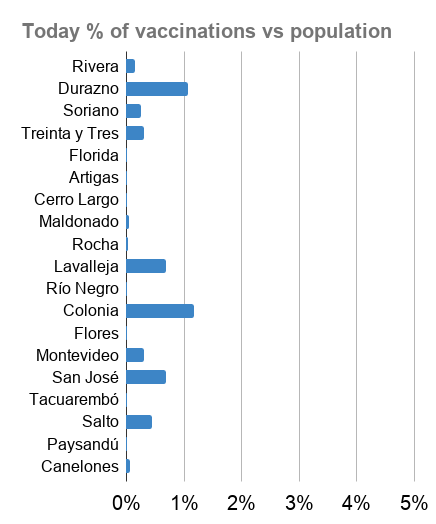 Today % of vaccinations vs population
Rivera
Durazno
Soriano
Treinta y Tres
Florida
Artigas
Cerro Largo
Maldonado
Rocha
Lavalleja
Río Negro
Colonia
Flores
Montevideo
San José
Tacuarembó
Salto
Paysandú
Canelones
0% 1% 2% 3% 4% 5%